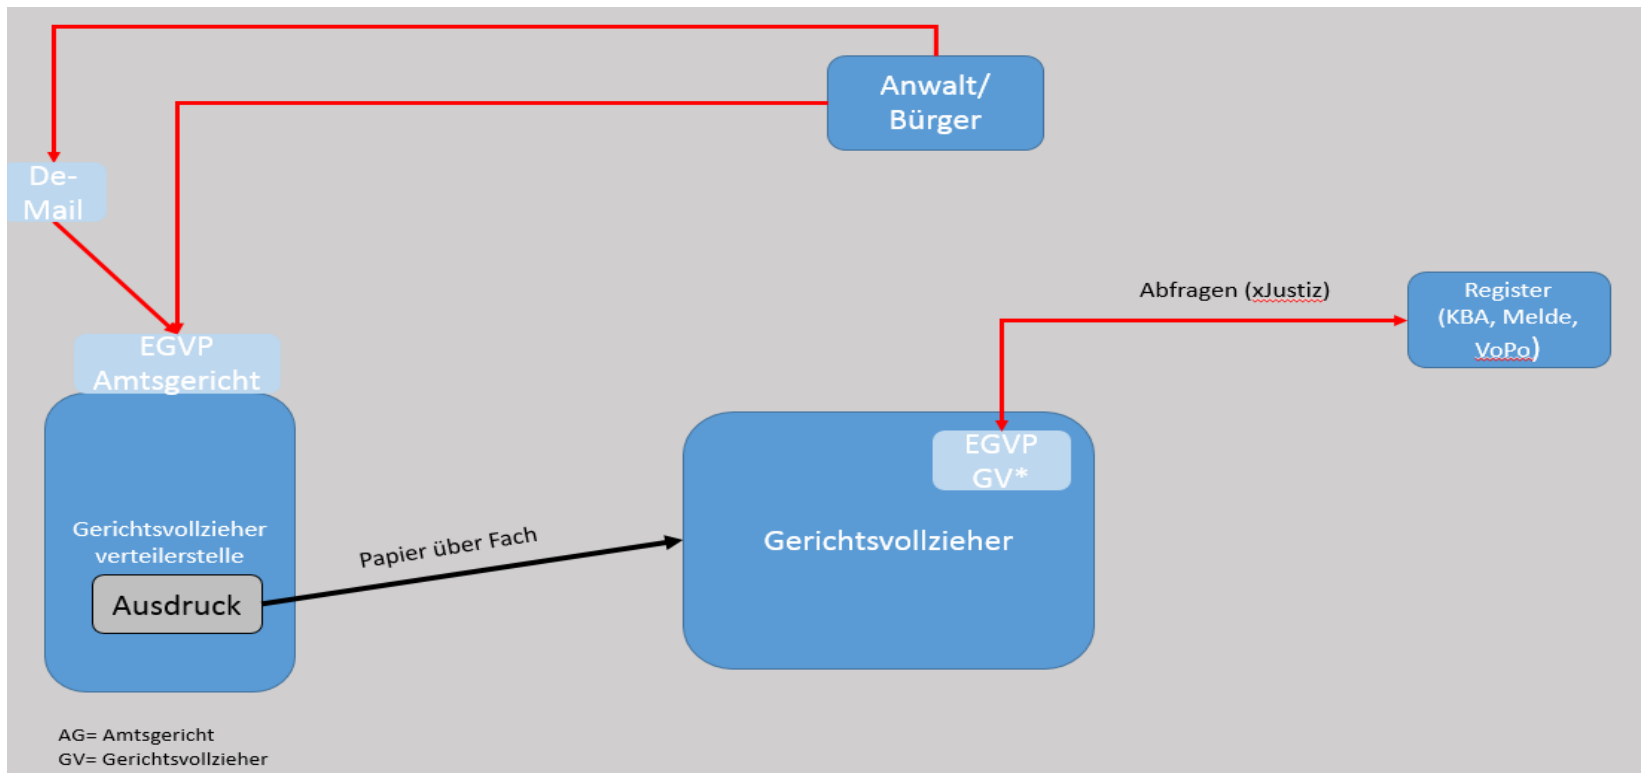 Anwalt/
Bürger
De-
Mail
Abfragen (xJustiz)
Register
(KBA, Melde,
VoPo)
EGVP
Amtsgericht
EGVP
GV*
Gerichtsvollzieher
verteilerstelle
Ausdruck
Papier über Fach
Gerichtsvollzieher
AG= Amtsgericht
GV= Gerichtsvollzieher